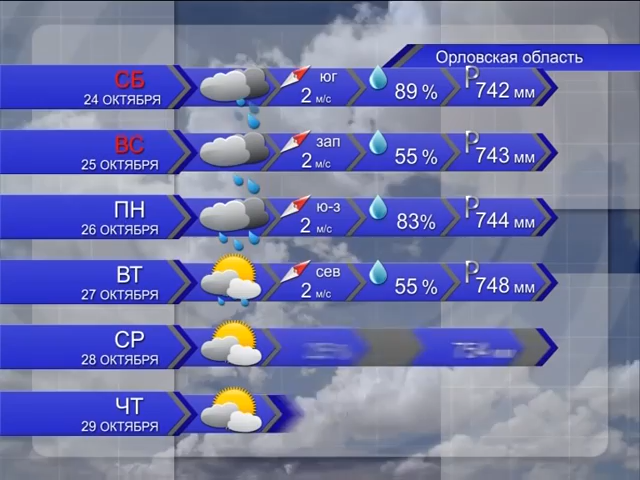 Орловская область
СБ
24 ОКТЯБРЯ
юг
2 м/с
89 %
P 742 мм
ВС
25 ОКТЯБРЯ
зап
2 м/с
55 %
P 743 мм
ПН
26 ОКТЯБРЯ
ю-з
2 м/с
83%
P 744 мм
ВТ
27 ОКТЯБРЯ
сев
2 м/с
55 %
P 748 мм
СР
28 ОКТЯБРЯ
ЧТ
29 ОКТЯБРЯ